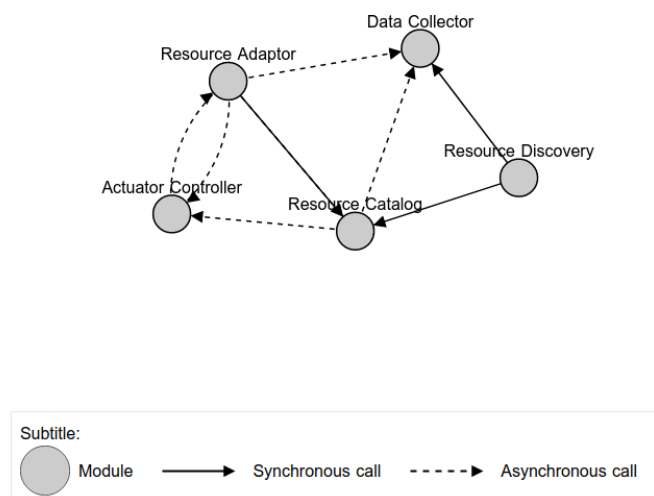 Data Collector
Resource Adaptor
Resource Discovery
Actuator Controller
Resource Catalog
Subtitle:
Module
Synchronous call
Asynchronous call